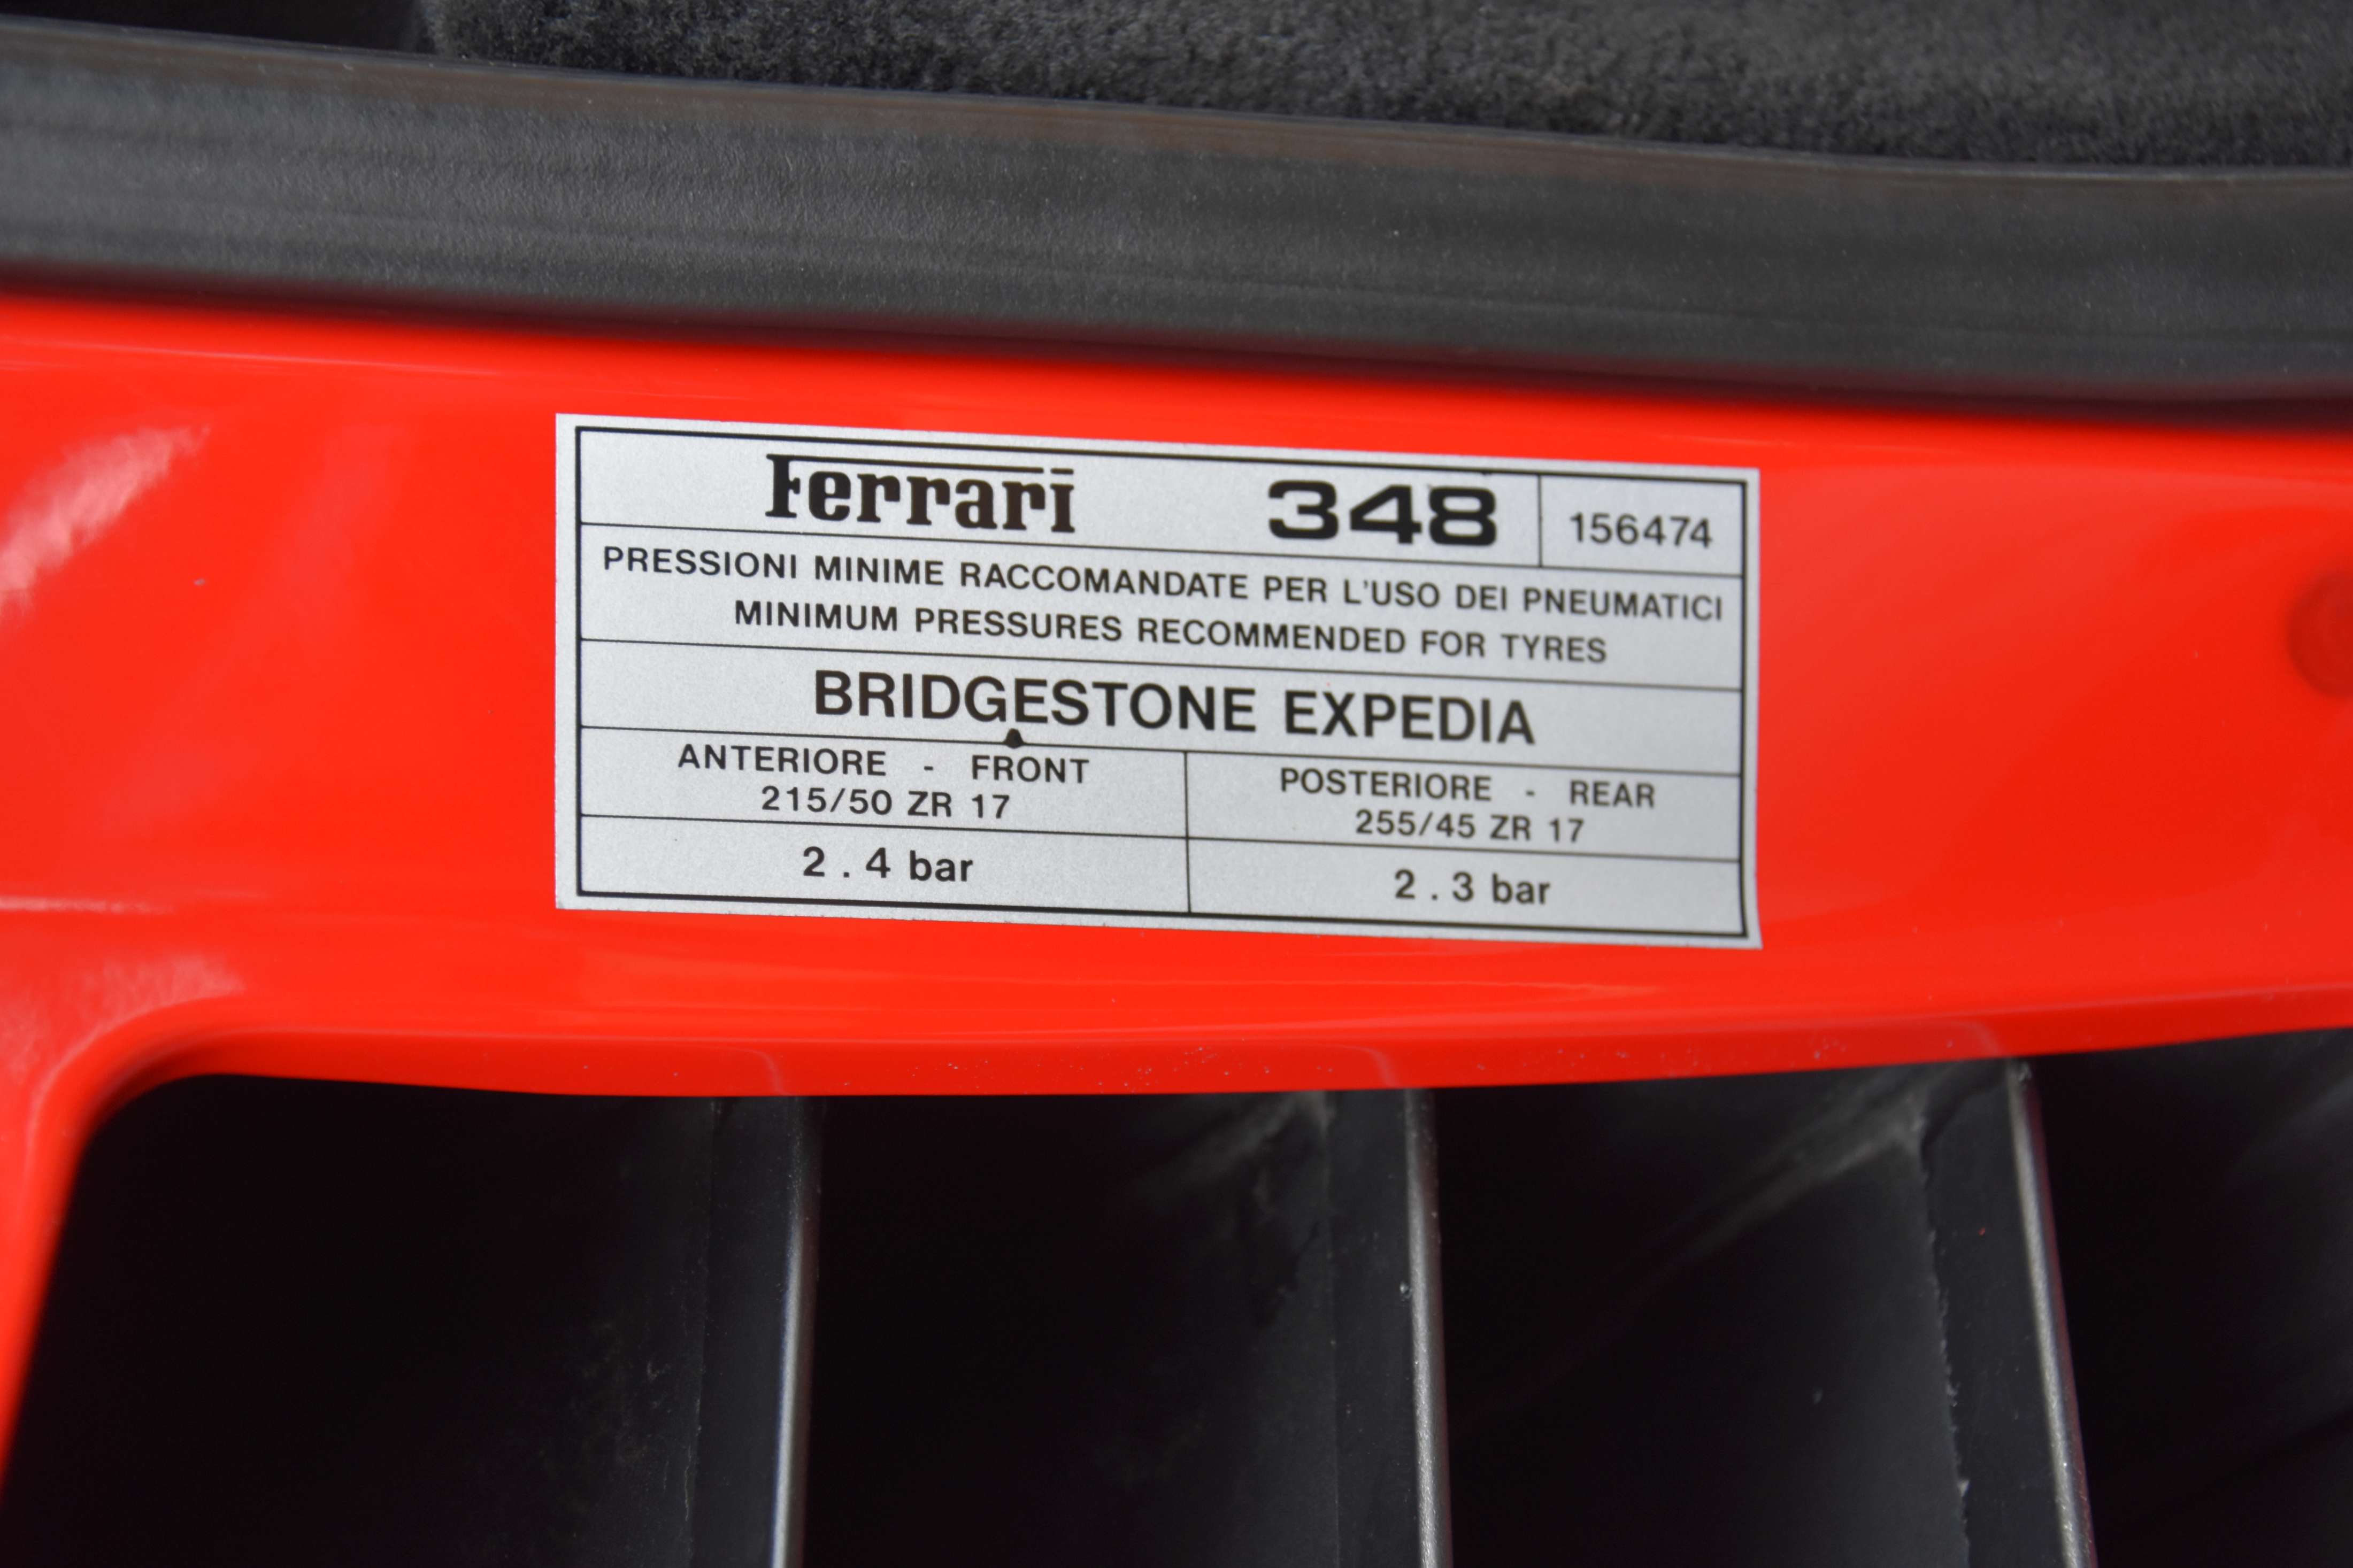 Ferrari 348 156474
PRESSIONI MINIME RACCOMANDATE PER L'USO DEI PNEUMATICI
MINIMUM PRESSURES RECOMMENDED FOR TYRES
BRIDGESTONE EXPEDIA
ANTERIORE - FRONT
215/50 ZR 17
2.4 bar
POSTERIORE - REAR
255/45 ZR 17
2.3 bar